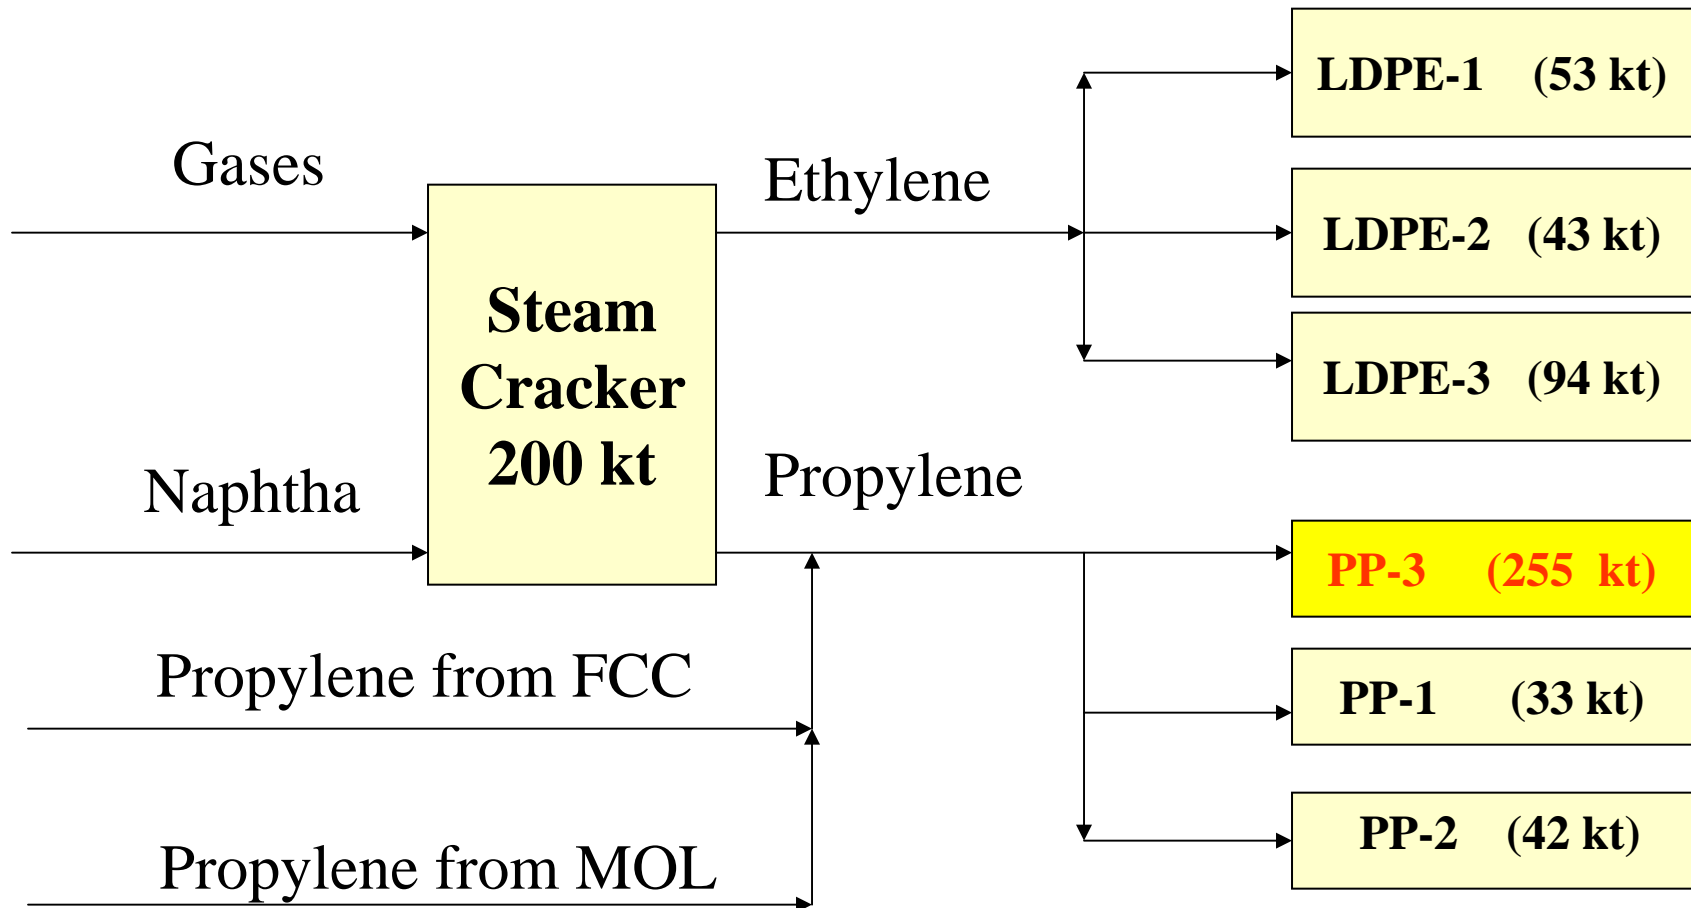 Gases
Naphtha
Propylene from FCC
Propylene from MOL
Steam
Cracker
200 kt
Ethylene
Propylene
LDPE-1 (53 kt)
LDPE-2 (43 kt)
LDPE-3 (94 kt)
PP-3 (255 kt)
PP-1 (33 kt)
PP-2 (42 kt)